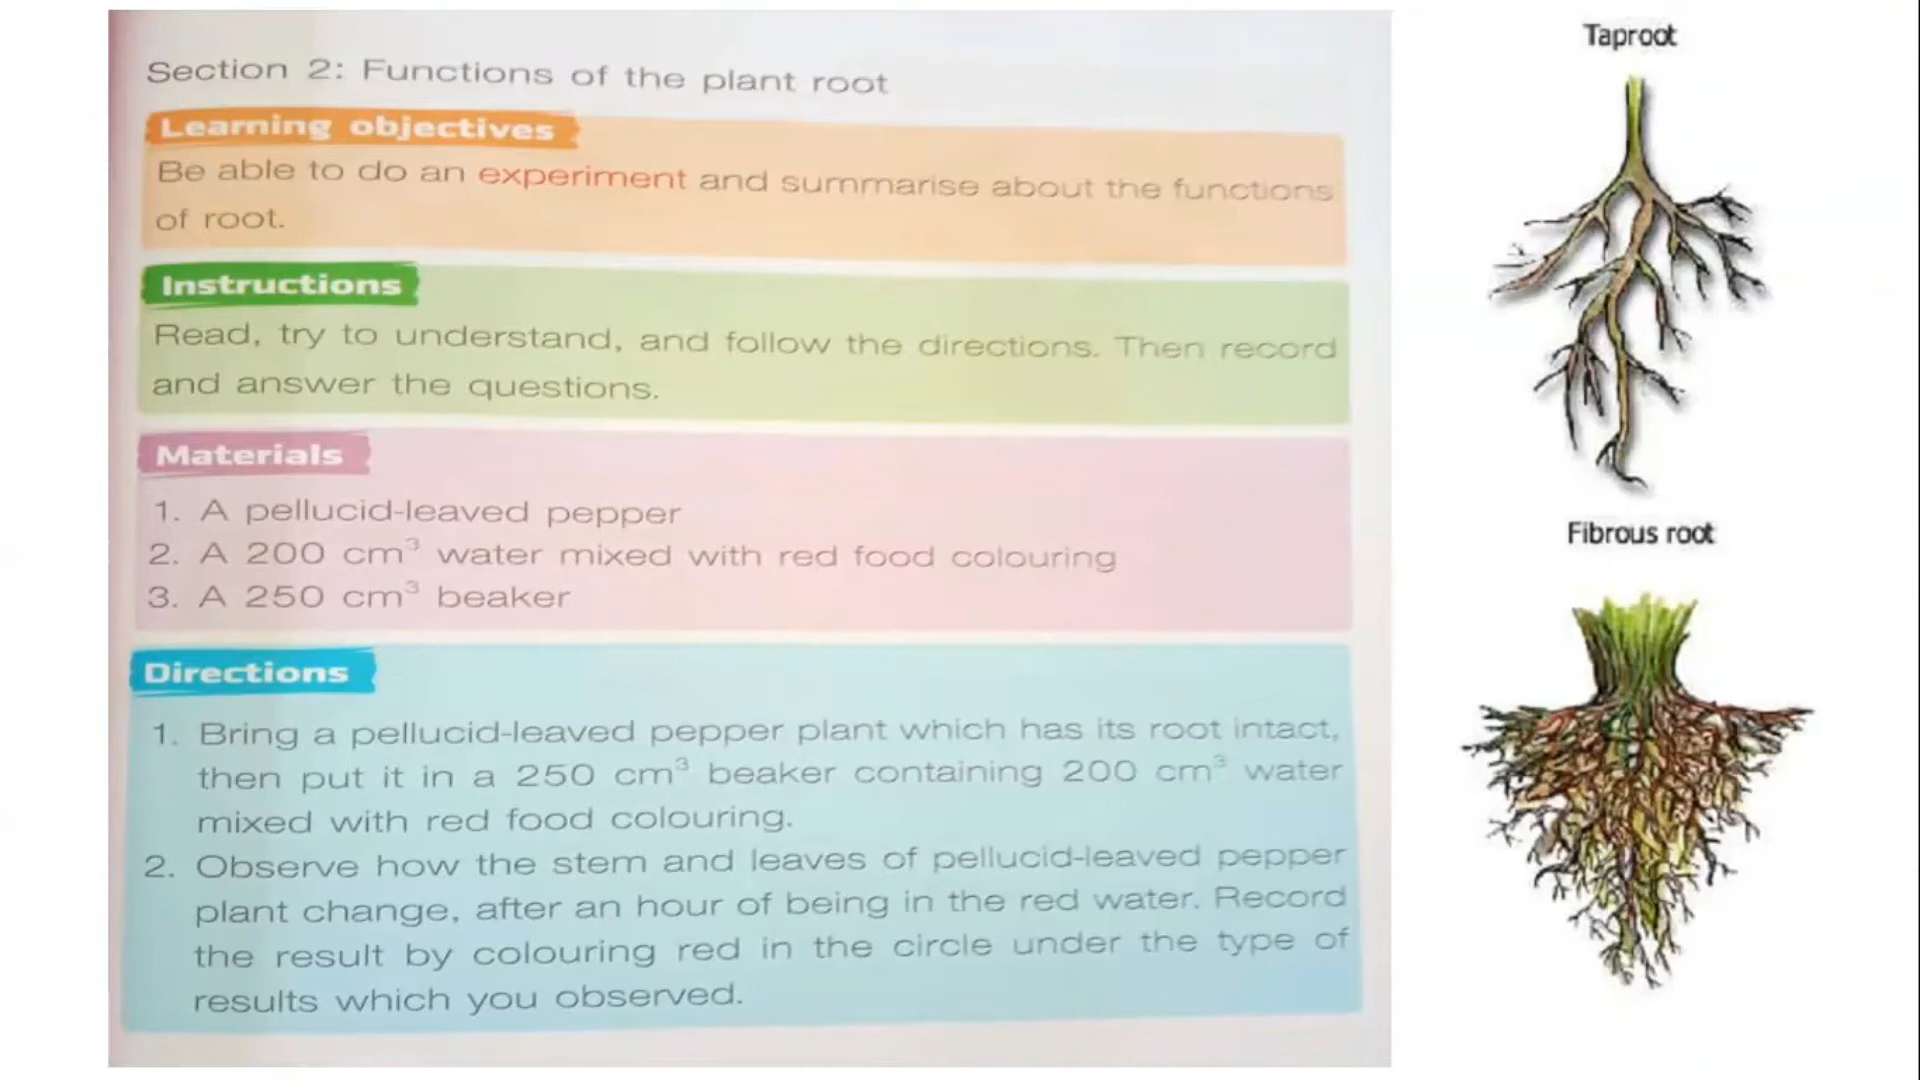 Section 2: Functions of the plant root
Learning objectives
Be able to do an experiment and summarise about the functions
of root.
Instructions
Read, try to understand, and follow the directions. Then record
and answer the questions.
Materials
1. A pellucid-leaved pepper
2. A 200 cm³ water mixed with red food colouring
3. A 250 cm³ beaker
Directions
1. Bring a pellucid-leaved pepper plant which has its root intact,
then put it in a 250 cm³ beaker containing 200 cm³ water
mixed with red food colouring.
2. Observe how the stem and leaves of pellucid-leaved pepper
plant change, after an hour of being in the red water. Record
the result by colouring red in the circle under the type of
results which you observed.
Taproot
Fibrous root